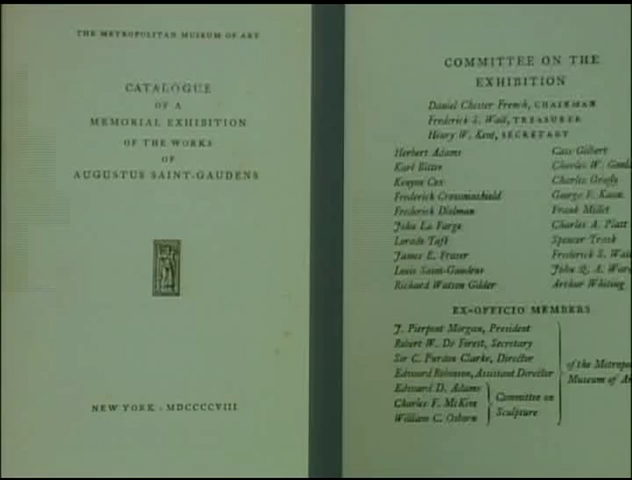 THE METROPOLITAN MUSEUM OF ART
CATALOGUE
OF A
MEMORIAL EXHIBITION
OF THE WORKS
OF
AUGUSTUS SAINT-GAUDENS
NEW YORK · MDCCCCVIII
COMMITTEE ON THE
EXHIBITION
Daniel Chester French, CHAIRMAN
Frederick S. Wait, TREASURER
Henry W. Kent, SECRETARY
Herbert Adams
Karl Bitter
Kenyon Cox
Frederick Crowninshield
Frederick Dielman
John La Farge
Lorado Taft
James E. Fraser
Louis Saint-Gaudens
Richard Watson Gilder
Cass Gilbert
Charles W.
Charles Grafly
George F. Kunz
Frank Millet
Charles A. Platt
Spencer Trask
Frederick S. Wait
John Q. A.
Arthur Whiting
EX-OFFICIO MEMBERS
J. Pierpont Morgan, President
Robert W. De Forest, Secretary
Sir C. Purdon Clarke, Director
Edward Robinson, Assistant Director
Edward D. Adams
Charles F. McKim
William C. Osborn
Committee on
Sculpture
of the
Museum of